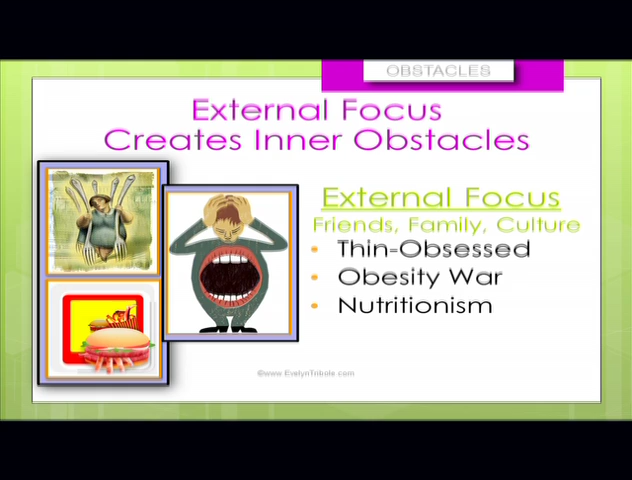 OBSTACLES
External Focus
Creates Inner Obstacles
External Focus
Friends, Family, Culture
• Thin-Obsessed
• Obesity War
• Nutritionism
©www EvelynTribole com